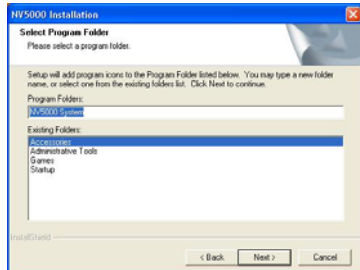 NV5000 Installation
Select Program Folder
Please select a program folder.
Setup will add program icons to the Program Folder listed below. You may type a new folder
name, or select one from the existing folders list. Click Next to continue.
Program Folders:
NV5000 System
Existing Folders:
Accessories
Administrative Tools
Games
Startup
InstallShield
< Back Next > Cancel